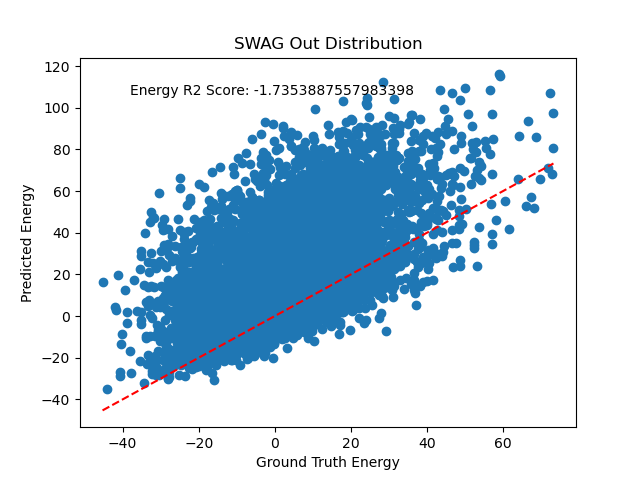 SWAG Out Distribution
Energy R2 Score: -1.7353887557983398
Predicted Energy
120
100
80
60
40
20
0
−20
−40
−40 −20 0 20 40 60
Ground Truth Energy